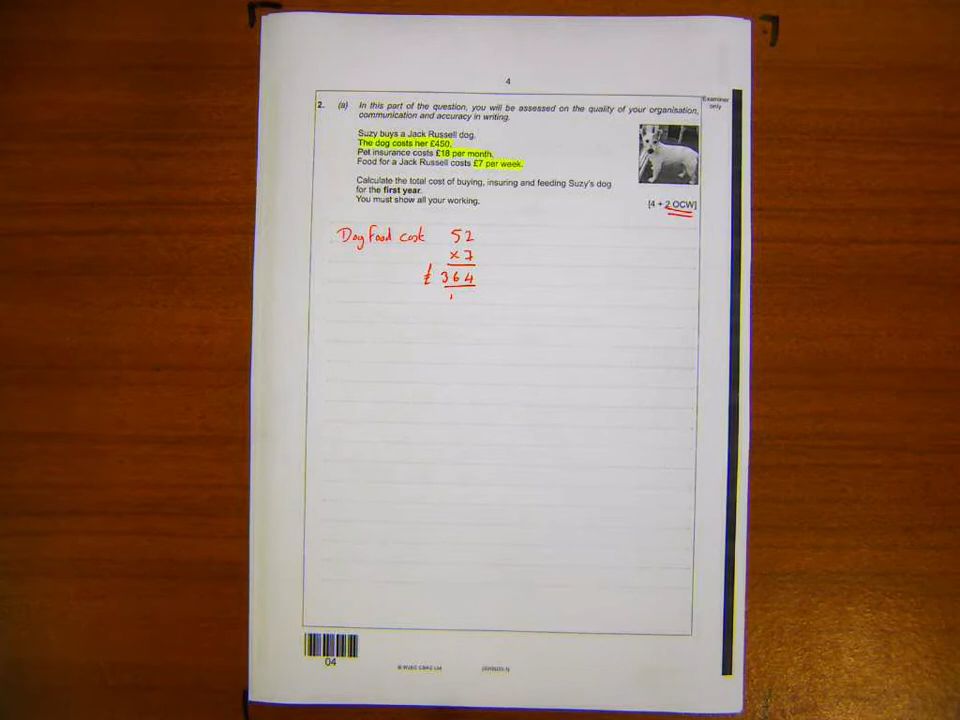 4
Examiner
only
2. (a) In this part of the question, you will be assessed on the quality of your organisation,
communication and accuracy in writing.
Suzy buys a Jack Russell dog.
The dog costs her £450.
Pet insurance costs £18 per month.
Food for a Jack Russell costs £7 per week.
Calculate the total cost of buying, insuring and feeding Suzy's dog
for the first year.
You must show all your working.
[4 + 2 OCW]
Dog food cost 52
× 7
£ 364
1
04
© WJEC CBAC Ltd.